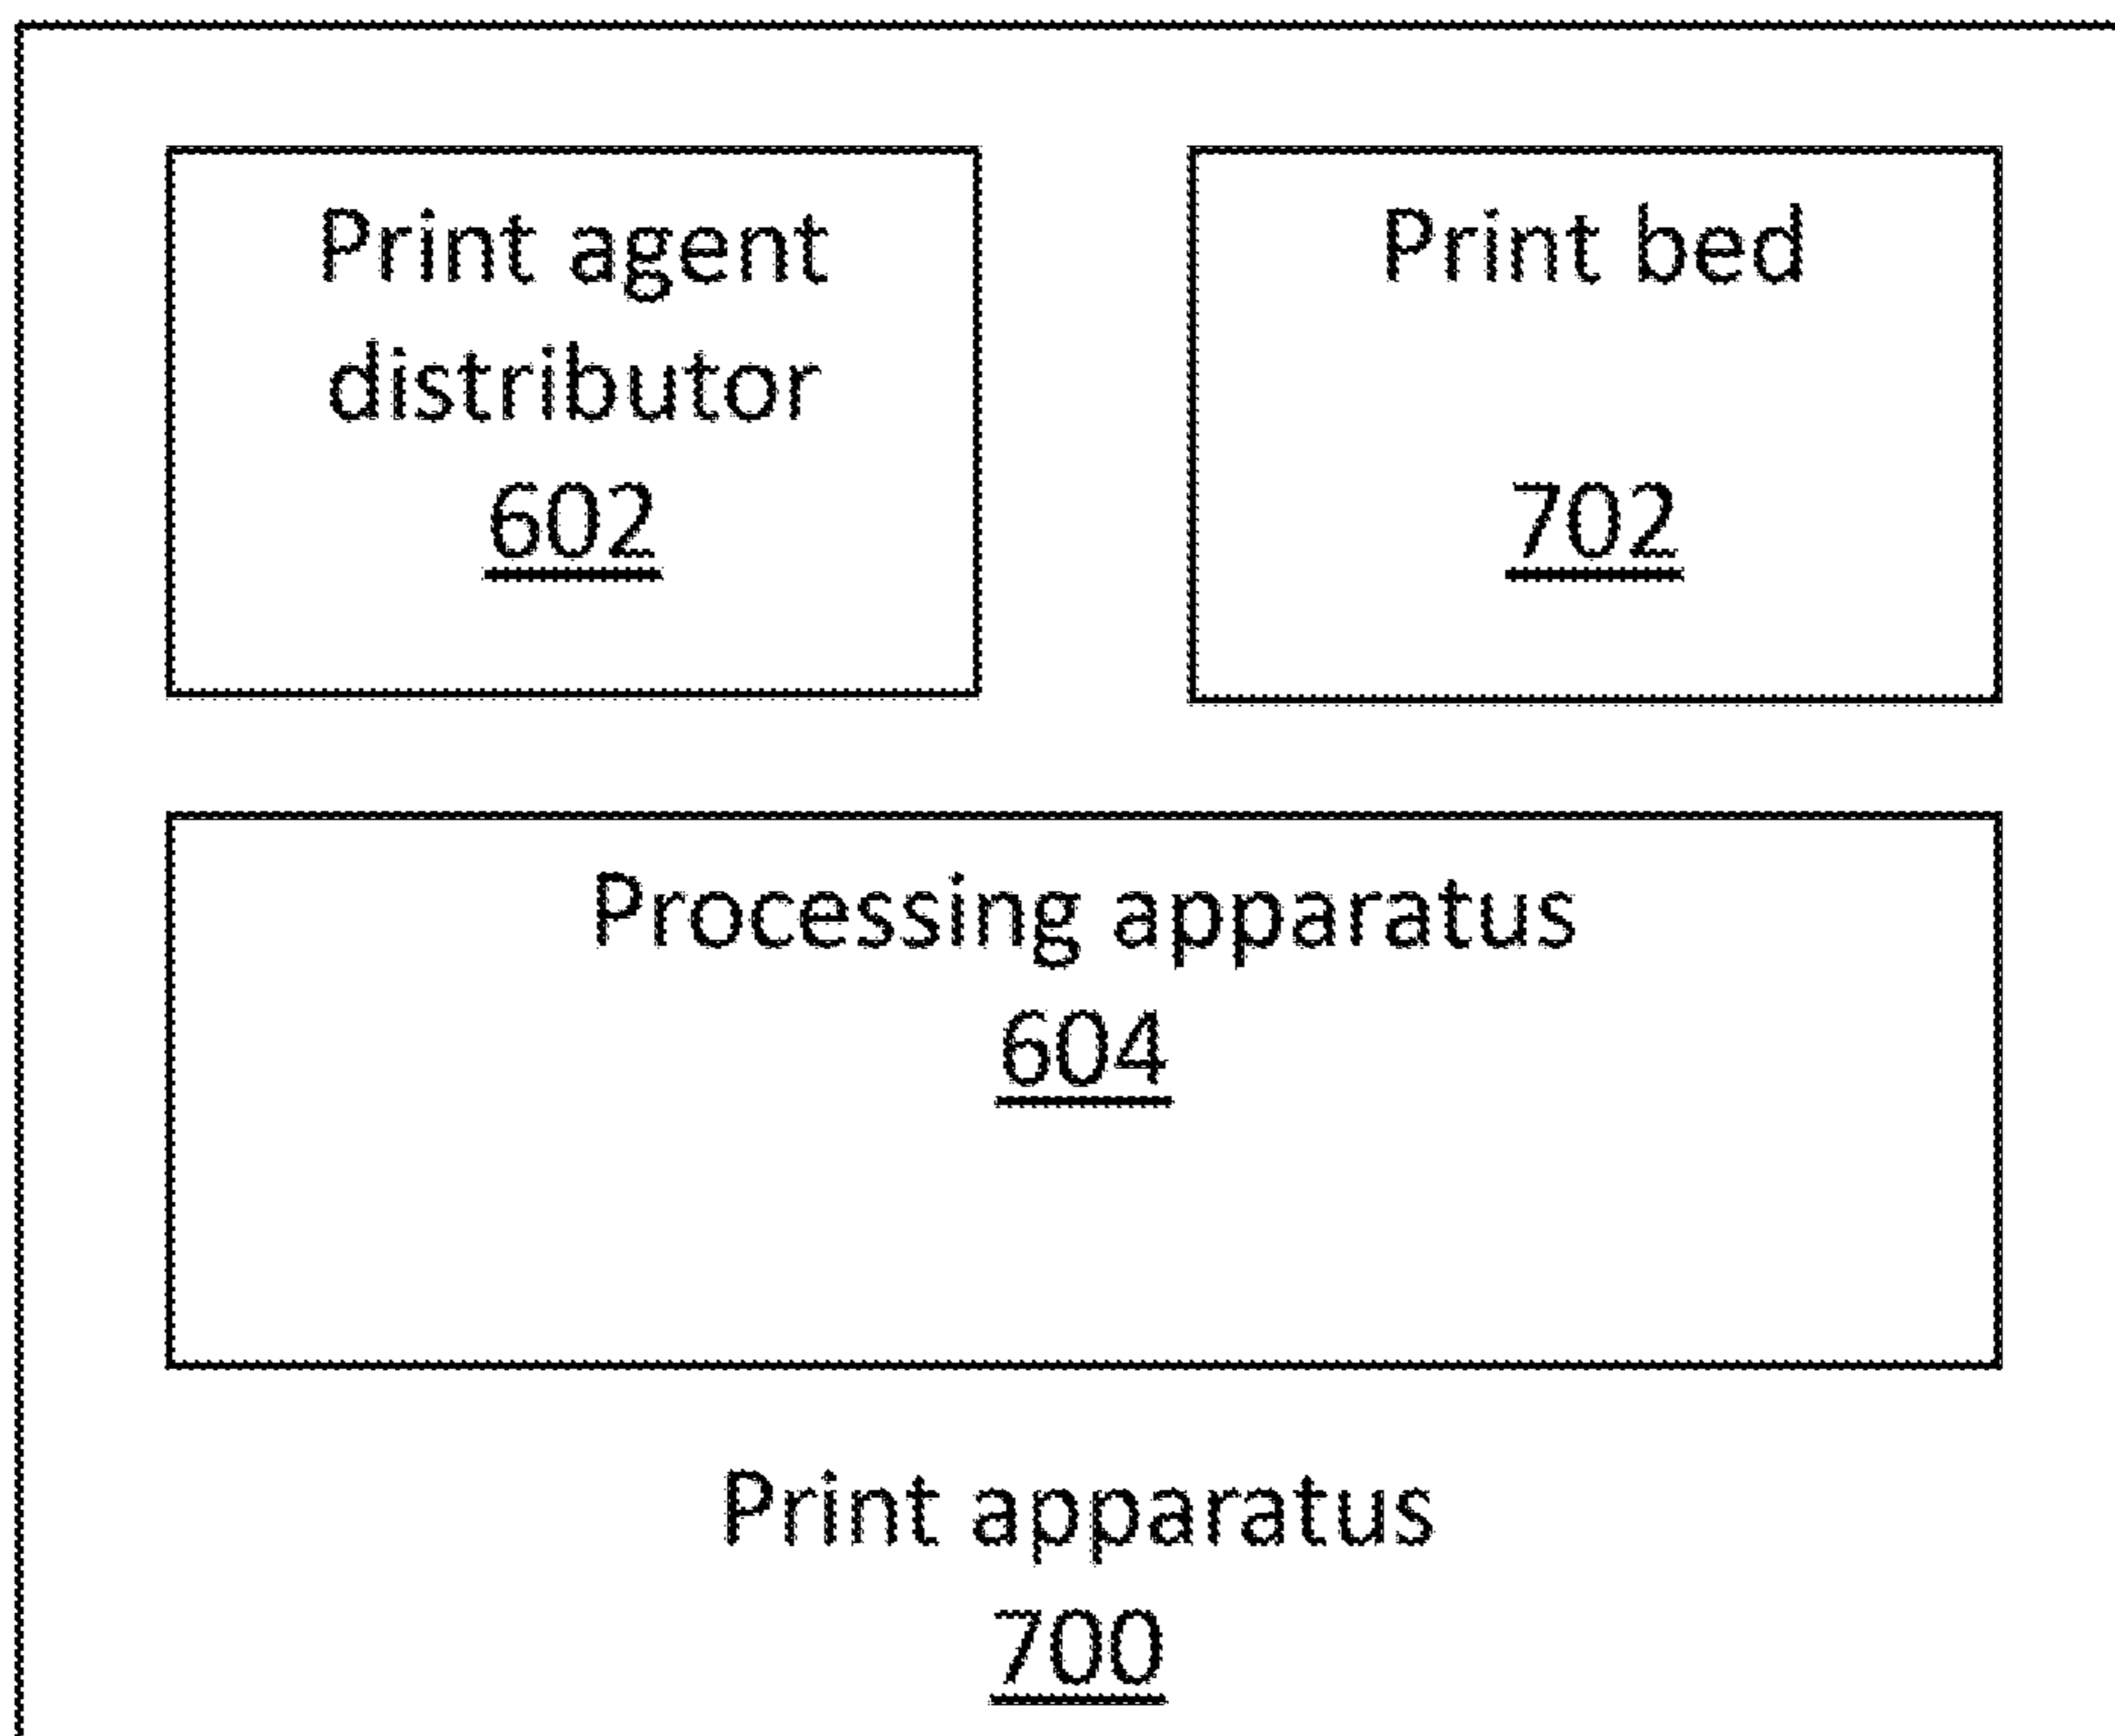 Print agent
distributor
602
Print bed
702
Processing apparatus
604
Print apparatus
700